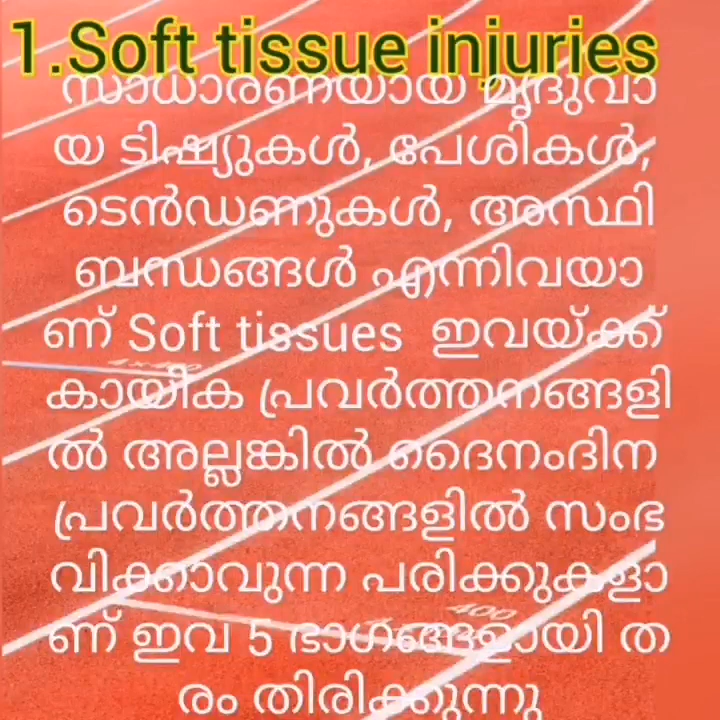 1.Soft tissue injuries
സാധാരണയായ മൃദുവാ
യ ടിഷ്യുകൾ, പേശികൾ,
ടെൻഡണുകൾ, അസ്ഥി
ബന്ധങ്ങൾ എന്നിവയാ
ണ് Soft tissues ഇവയ്ക്ക്
കായീക പ്രവർത്തനങ്ങളി
ൽ അല്ലങ്കിൽ ദൈനംദിന
പ്രവർത്തനങ്ങളിൽ സംഭ
വിക്കാവുന്ന പരിക്കുകളാ
ണ് ഇവ 5 ഭാഗങ്ങളായി ത
രം തിരിക്കുന്നു
400